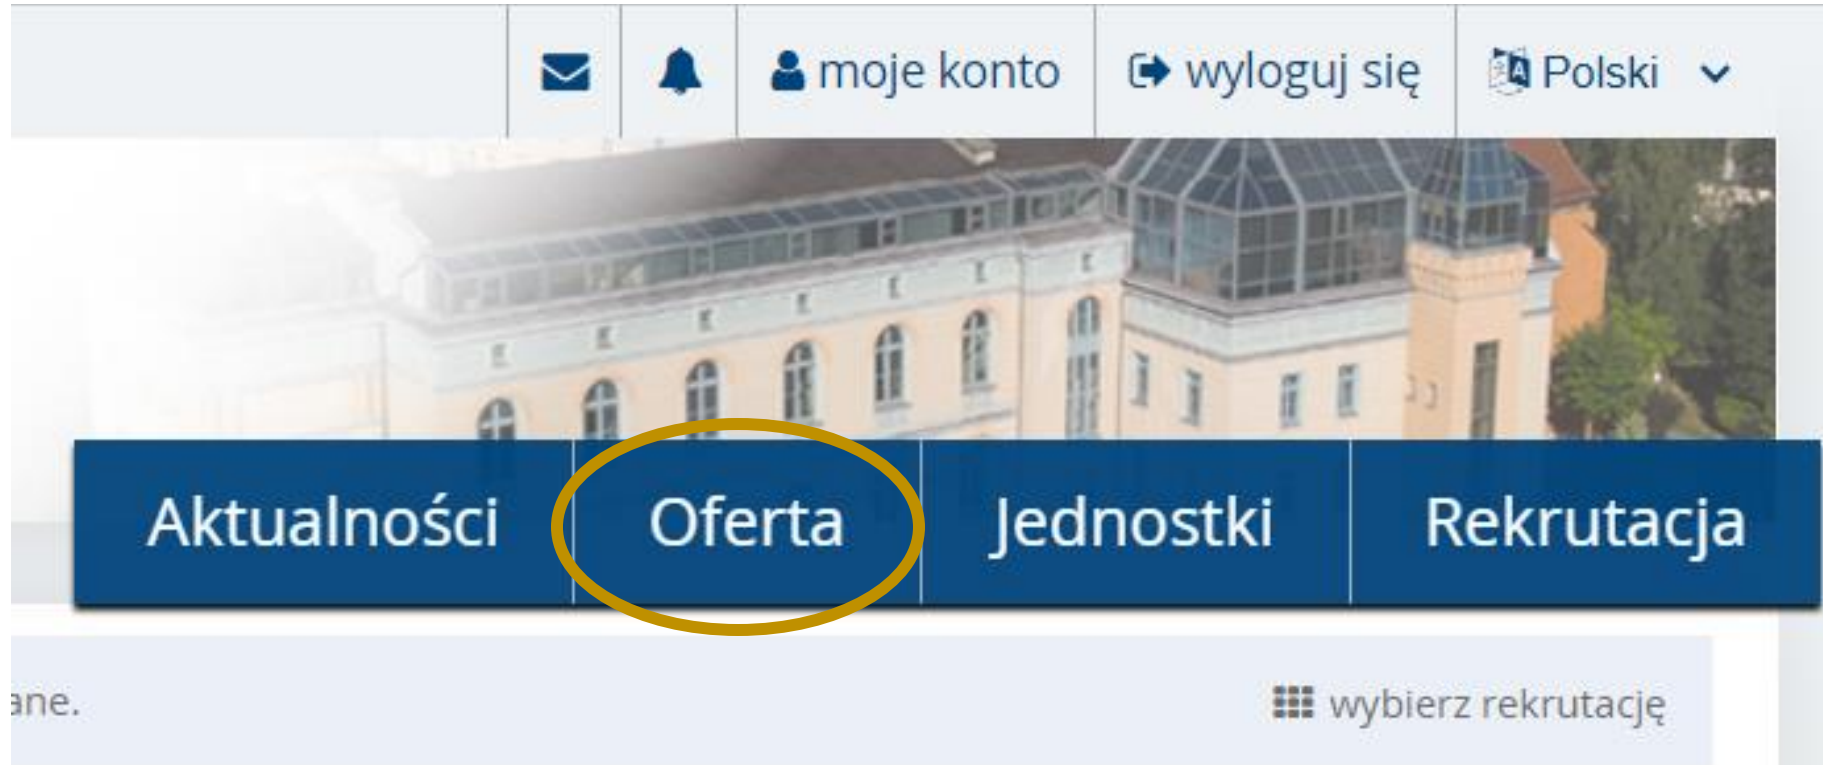 moje konto wyloguj się Polski
Aktualności Oferta Jednostki Rekrutacja
ane. wybierz rekrutację